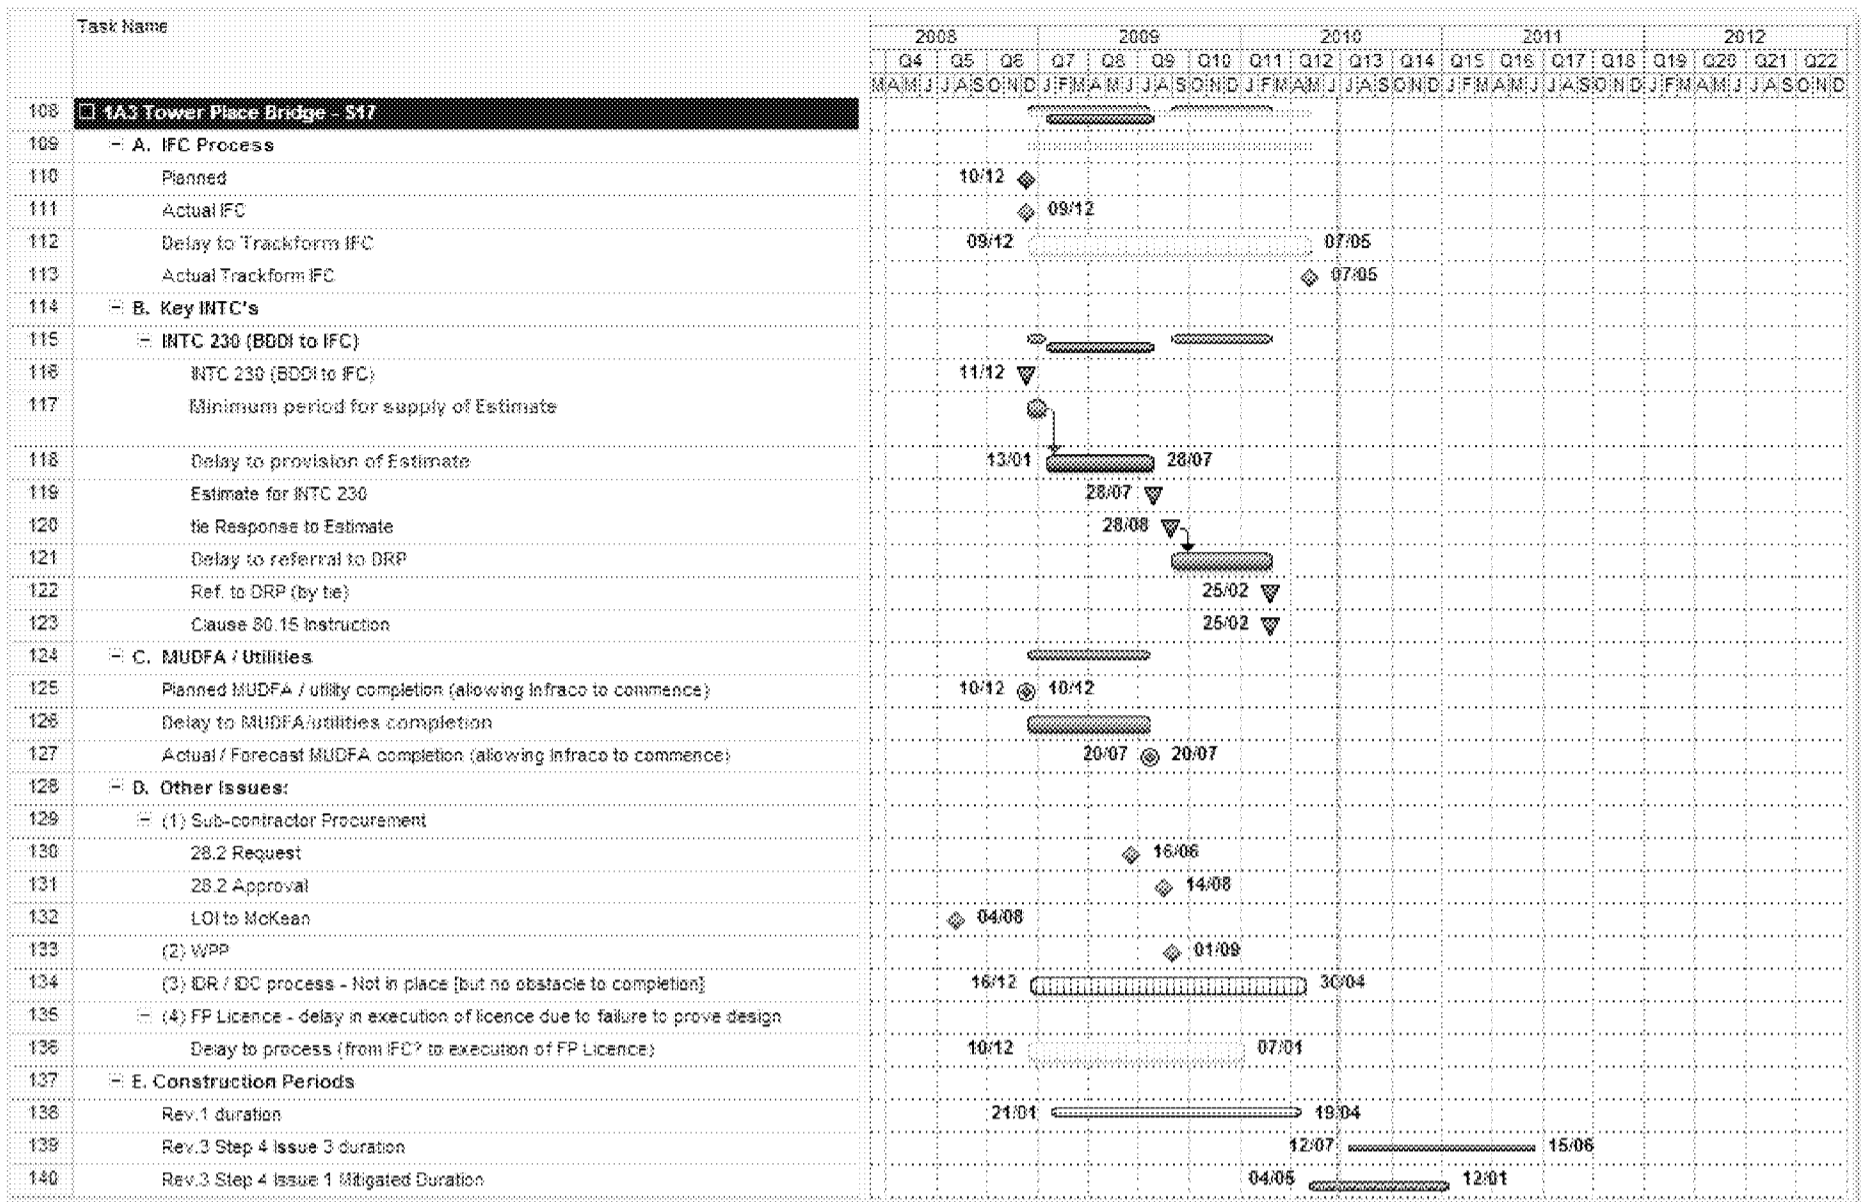 Task Name
2008 2009 2010 2011 2012
Q4 Q5 Q6 Q7 Q8 Q9 Q10 Q11 Q12 Q13 Q14 Q15 Q16 Q17 Q18 Q19 Q20 Q21 Q22
M A M J J A S O N D J F M A M J J A S O N D J F M A M J J A S O N D J F M A M J J A S O N D J F M A M J J A S O N D
108 1A3 Tower Place Bridge - S17
109 A. IFC Process
110 Planned 10/12
111 Actual IFC 09/12
112 Delay to Trackform IFC 09/12 07/05
113 Actual Trackform IFC 07/05
114 B. Key INTC's
115 INTC 230 (BDDI to IFC)
116 INTC 230 (BDDI to IFC) 11/12
117 Minimum period for supply of Estimate
118 Delay to provision of Estimate 13/01 28/07
119 Estimate for INTC 230 28/07
120 tie Response to Estimate 28/08
121 Delay to referral to DRP
122 Ref. to DRP (by tie) 25/02
123 Clause 80.15 Instruction 25/02
124 C. MUDFA / Utilities
125 Planned MUDFA / utility completion (allowing Infraco to commence) 10/12 10/12
126 Delay to MUDFA/utilities completion
127 Actual / Forecast MUDFA completion (allowing Infraco to commence) 20/07 20/07
128 D. Other Issues:
129 (1) Sub-contractor Procurement
130 28.2 Request 16/06
131 28.2 Approval 14/08
132 LOI to McKean 04/08
133 (2) WPP 01/09
134 (3) IDR / IDC process - Not in place [but no obstacle to completion] 16/12 30/04
135 (4) FP Licence - delay in execution of licence due to failure to prove design
136 Delay to process (from IFC? to execution of FP Licence) 10/12 07/01
137 E. Construction Periods
138 Rev.1 duration 21/01 19/04
139 Rev.3 Step 4 Issue 3 duration 12/07 15/06
140 Rev.3 Step 4 Issue 1 Mitigated Duration 04/05 12/01